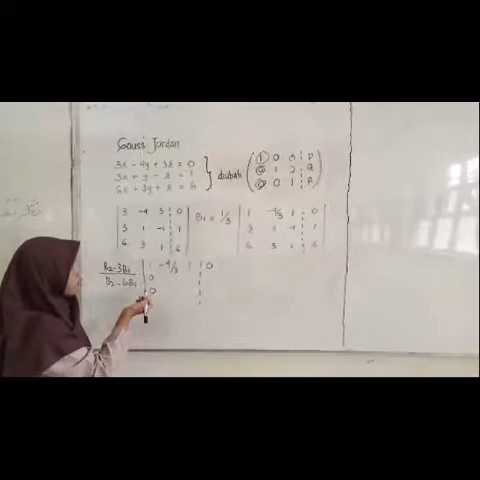 Gauss Jordan
3x - 4y + 3z = 0
3x + y - z = 1
6x + 3y + z = 6
diubah
1 0 0 P
0 1 0 Q
0 0 1 R
3 -4 3 0
3 1 -1 1
6 3 1 6
B1 x 1/3
1 -4/3 1 0
3 1 -1 1
6 3 1 6
B2 - 3B1
B3 - 6B1
1 -4/3 1 0
0
0